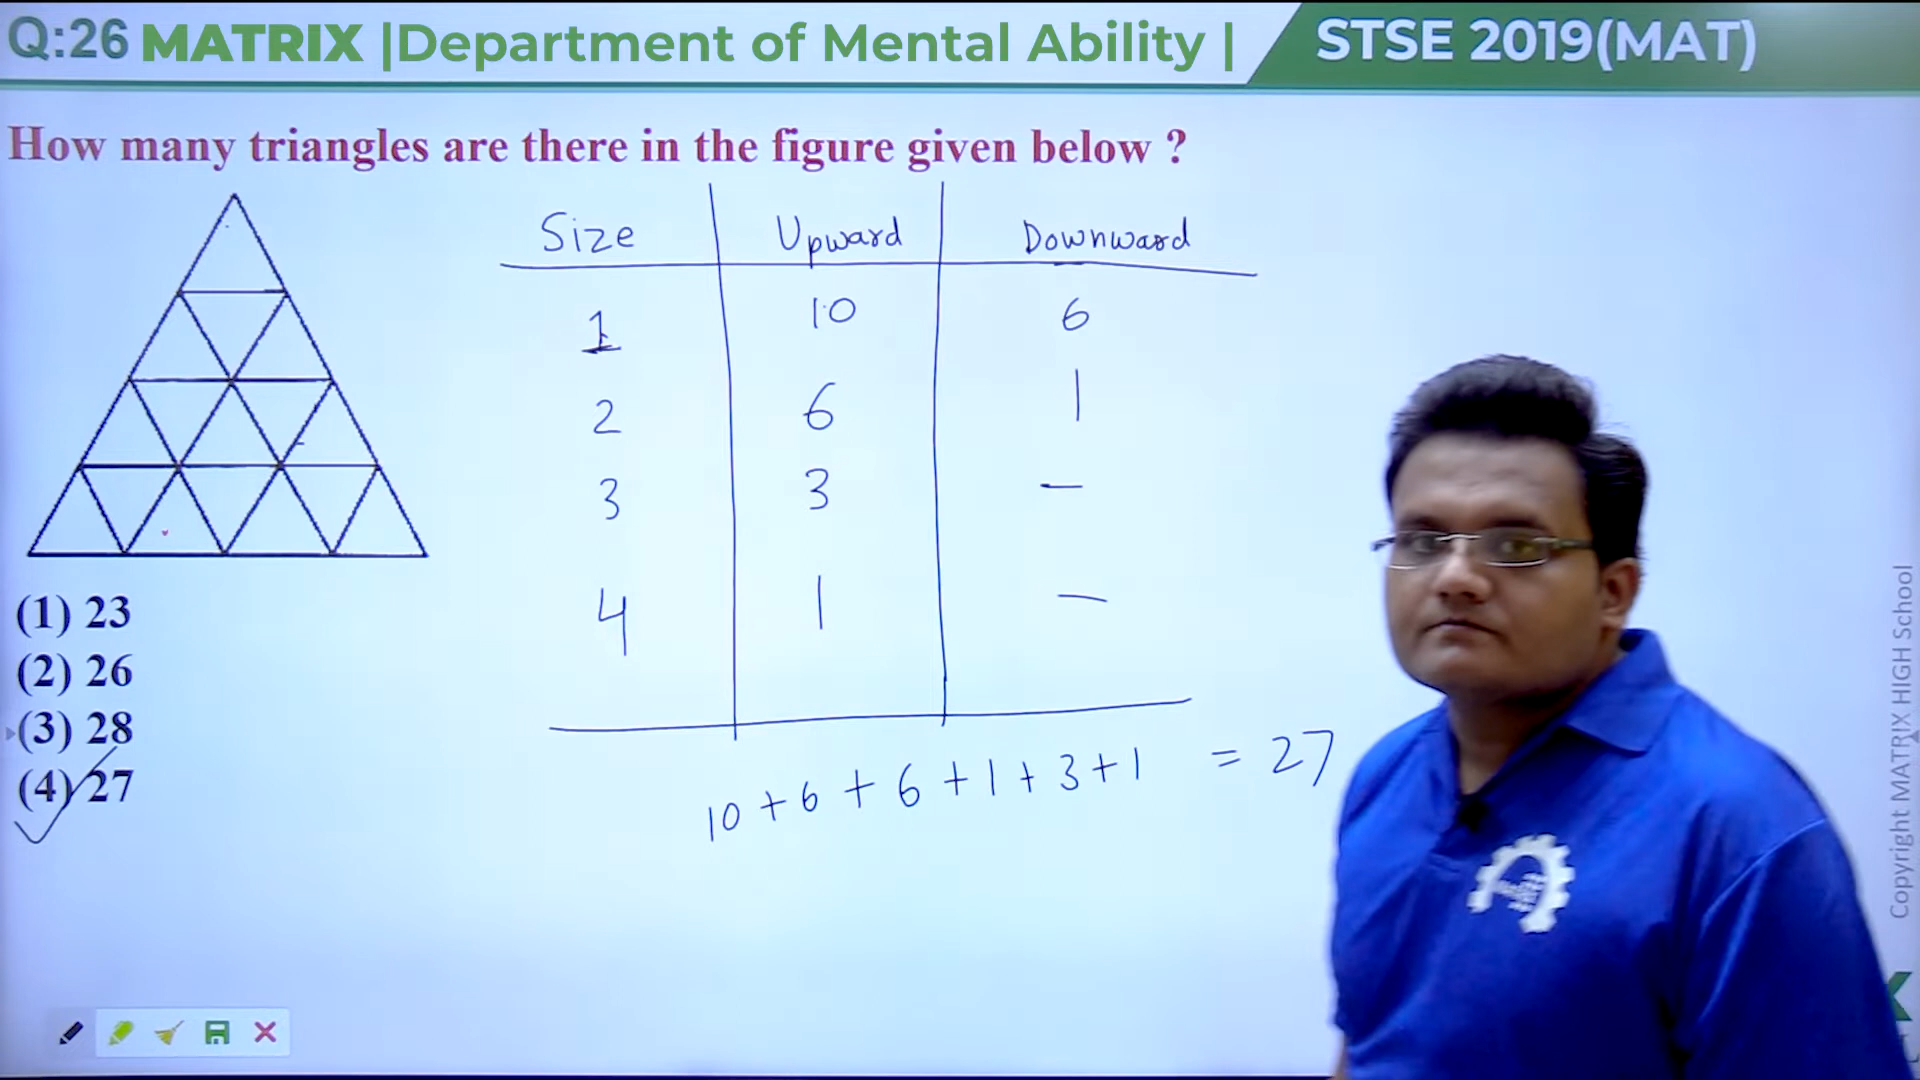 Q:26 MATRIX |Department of Mental Ability | STSE 2019(MAT)
How many triangles are there in the figure given below ?
Size Upward Downward
1 10 6
2 6 1
3 3 —
4 1 —
10 + 6 + 6 + 1 + 3 + 1 = 27
(1) 23
(2) 26
(3) 28
(4) 27
Copyright MATRIX HIGH School